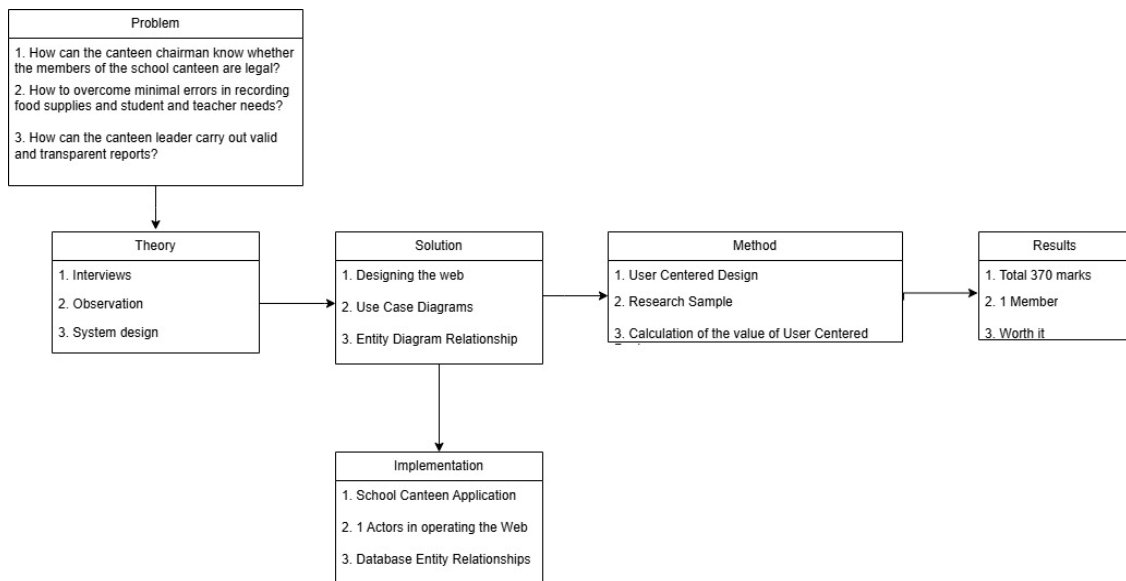 Problem
1. How can the canteen chairman know whether
the members of the school canteen are legal?
2. How to overcome minimal errors in recording
food supplies and student and teacher needs?
3. How can the canteen leader carry out valid
and transparent reports?
Theory
1. Interviews
2. Observation
3. System design
Solution
1. Designing the web
2. Use Case Diagrams
3. Entity Diagram Relationship
Method
1. User Centered Design
2. Research Sample
3. Calculation of the value of User Centered
Results
1. Total 370 marks
2. 1 Member
3. Worth it
Implementation
1. School Canteen Application
2. 1 Actors in operating the Web
3. Database Entity Relationships